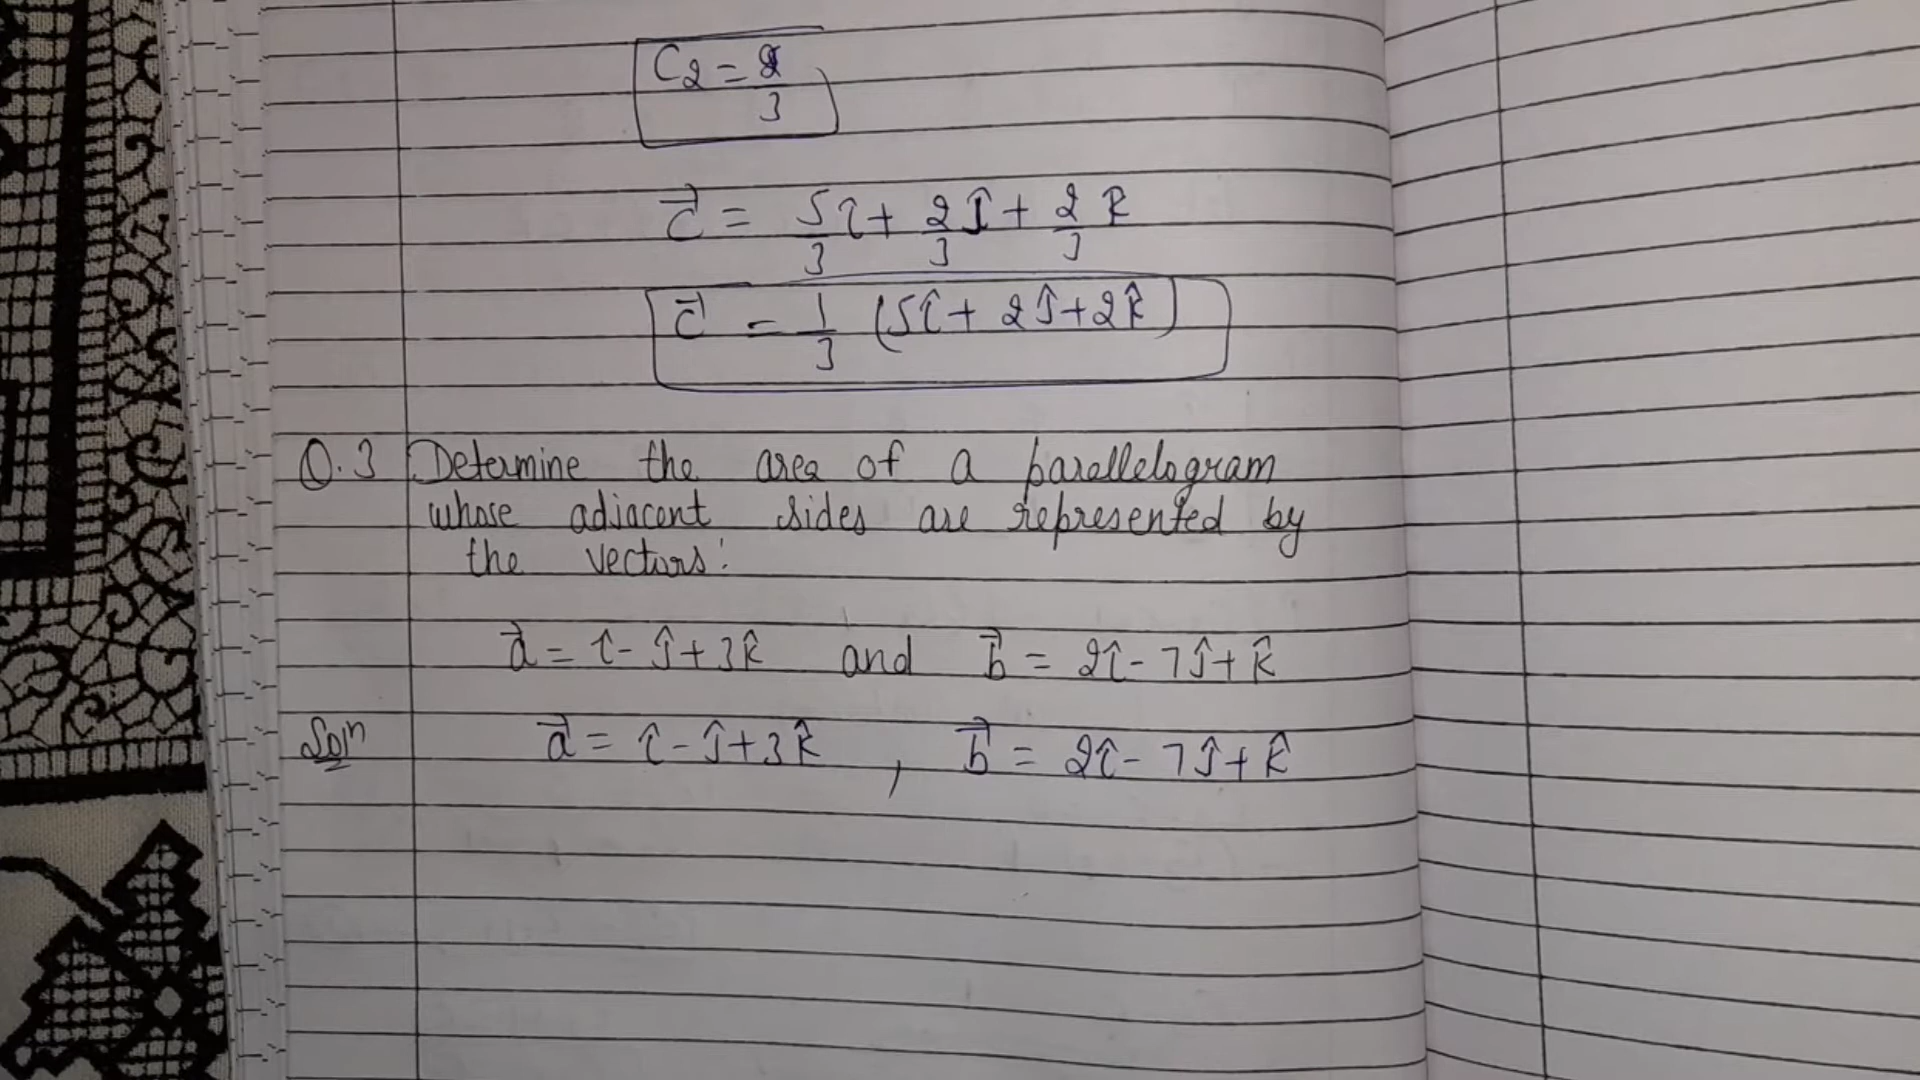 C₂ = 2/3
c⃗ = 5/3 î + 2/3 ĵ + 2/3 k̂
c⃗ = 1/3 (5î + 2ĵ + 2k̂)
Q.3 Determine the area of a parallelogram
whose adjacent sides are represented by
the vectors:
a⃗ = î - ĵ + 3k̂ and b⃗ = 2î - 7ĵ + k̂
Soln a⃗ = î - ĵ + 3k̂ , b⃗ = 2î - 7ĵ + k̂